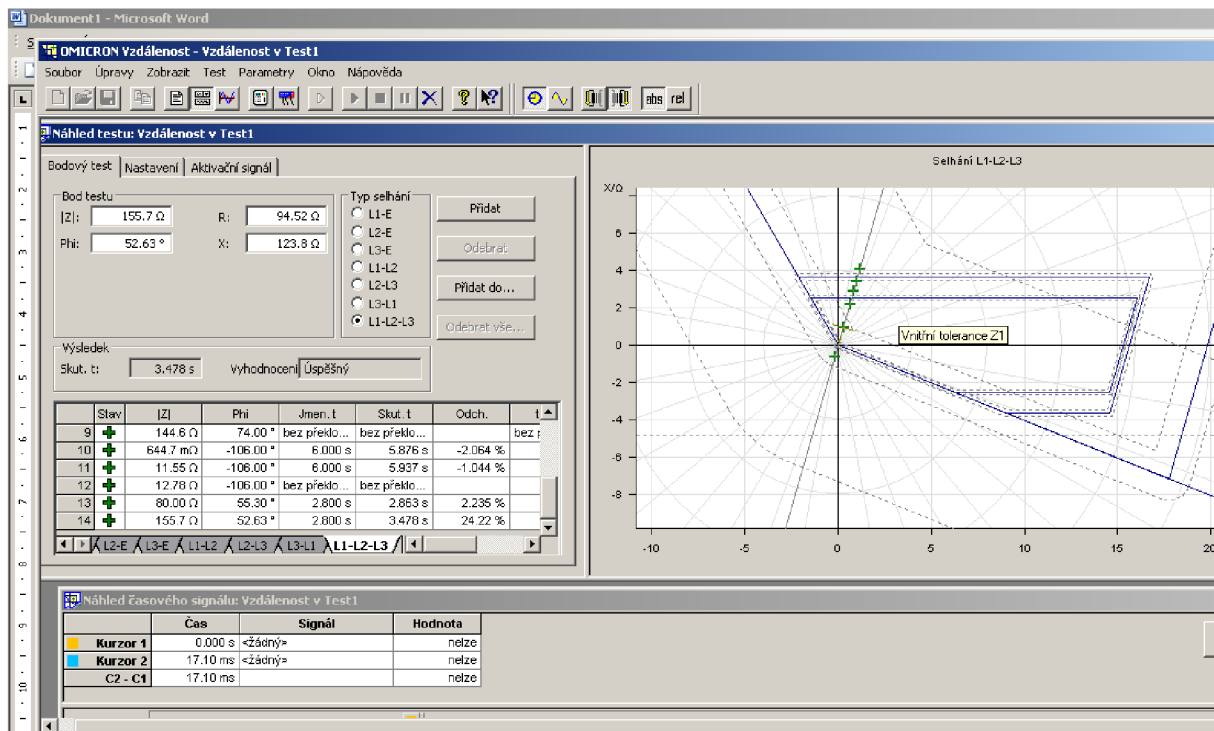 Dokument1 - Microsoft Word
OMICRON Vzdálenost - Vzdálenost v Test1
Soubor Úpravy Zobrazit Test Parametry Okno Nápověda
abs rel
Náhled testu: Vzdálenost v Test1
Bodový test Nastavení Aktivační signál
Bod testu
|Z|: 155.7 Ω R: 94.52 Ω
Phi: 52.63 ° X: 123.8 Ω
Typ selhání
L1-E
L2-E
L3-E
L1-L2
L2-L3
L3-L1
L1-L2-L3
Přidat
Odebrat
Přidat do...
Odebrat vše...
Výsledek
Skut. t: 3.478 s Vyhodnocení Úspěšný
Stav |Z| Phi Jmen. t Skut. t Odch. t
9 144.6 Ω 74.00 ° bez překlo... bez překlo... bez
10 644.7 mΩ -106.00 ° 6.000 s 5.876 s -2.064 %
11 11.55 Ω -106.00 ° 6.000 s 5.937 s -1.044 %
12 12.78 Ω -106.00 ° bez překlo... bez překlo...
13 80.00 Ω 55.30 ° 2.800 s 2.863 s 2.235 %
14 155.7 Ω 52.63 ° 2.800 s 3.478 s 24.22 %
L2-E L3-E L1-L2 L2-L3 L3-L1 L1-L2-L3
Selhání L1-L2-L3
X/Ω
6
4
2
0
-2
-4
-6
-8
-10 -5 0 5 10 15 20
Vnitřní tolerance Z1
Náhled časového signálu: Vzdálenost v Test1
Čas Signál Hodnota
Kurzor 1 0.000 s <žádný> nelze
Kurzor 2 17.10 ms <žádný> nelze
C2 - C1 17.10 ms nelze